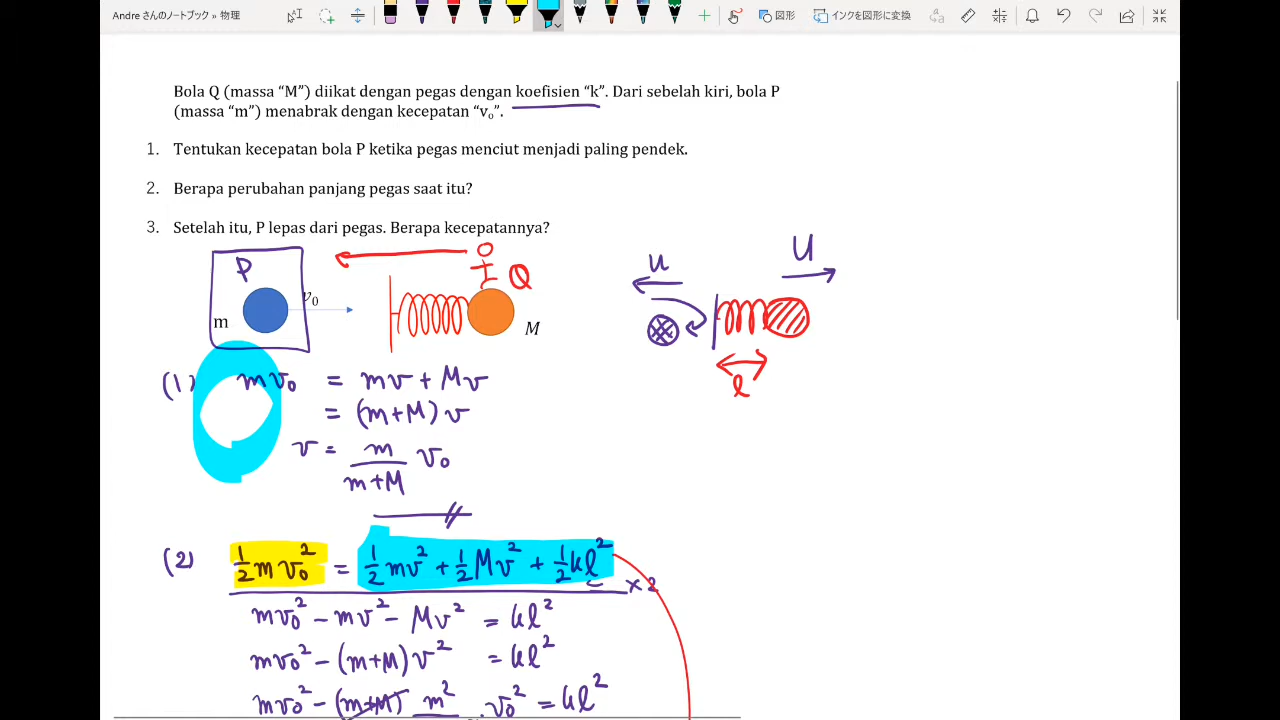 Andre さんのノートブック » 物理
図形
インクを図形に変換
Bola Q (massa “M”) diikat dengan pegas dengan koefisien “k”. Dari sebelah kiri, bola P
(massa “m”) menabrak dengan kecepatan “v₀”.
1. Tentukan kecepatan bola P ketika pegas menciut menjadi paling pendek.
2. Berapa perubahan panjang pegas saat itu?
3. Setelah itu, P lepas dari pegas. Berapa kecepatannya?
P
v₀
m
Q
M
u
U
l
(1) mv₀ = mv + Mv
= (m+M) v
v = m/(m+M) v₀
(2) ½mv₀² = ½mv² + ½Mv² + ½kl²
×2
mv₀² - mv² - Mv² = kl²
mv₀² - (m+M)v² = kl²
mv₀² - (m+M) m² . v₀² = kl²